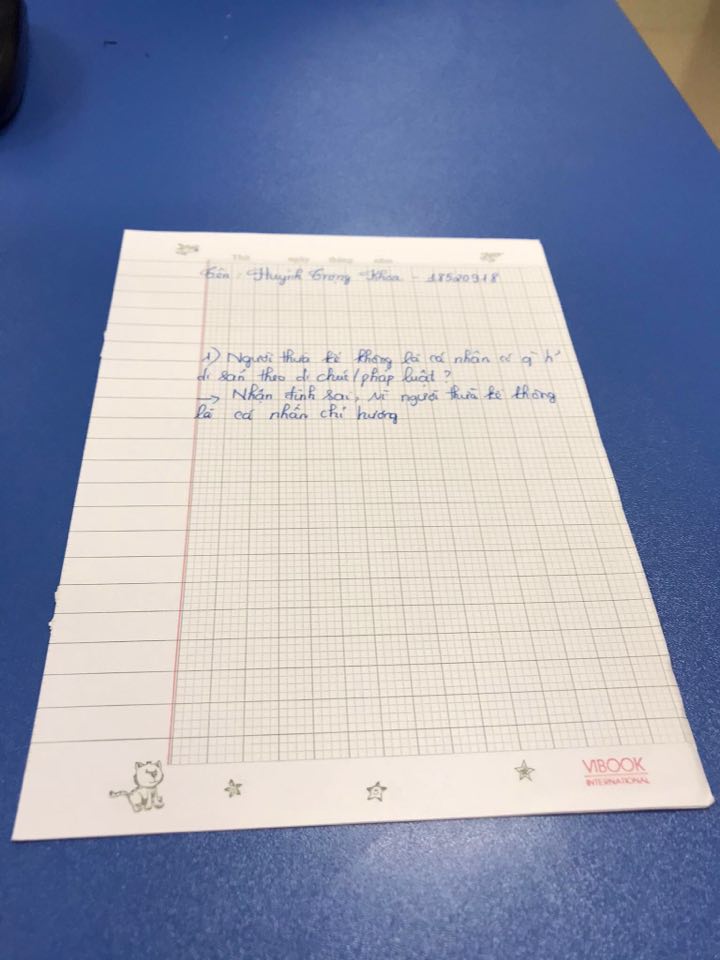 Thứ ngày tháng năm
Tên : Huỳnh Trọng Khoa - 18520918
1) Người thừa kế không là cá nhân có q` h'
di sản theo di chúc/pháp luật ?
→ Nhận định sai, vì người thừa kế không
là cá nhân chỉ hưởng
VIBOOK
INTERNATIONAL